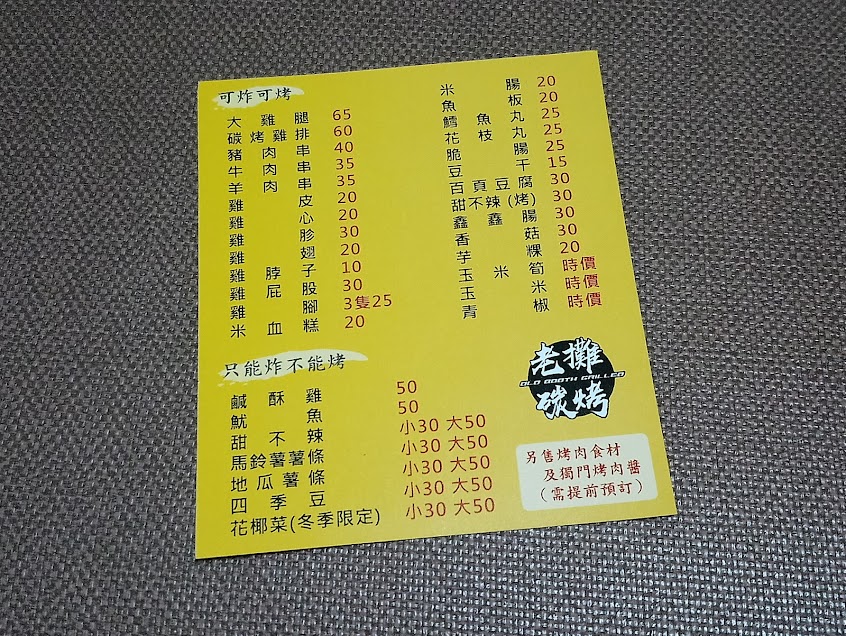 可炸可烤
大雞腿 65
碳烤雞排 60
豬肉串 40
牛肉串 35
羊肉串 35
雞皮 20
雞心 20
雞胗 30
雞翅 20
雞脖子 10
雞屁股 30
雞腳 3隻25
米血糕 20
米腸 20
魚板 20
鱈魚丸 25
花枝丸 25
脆腸 25
豆干 15
百頁豆腐 30
甜不辣(烤) 30
鑫鑫腸 30
香菇 30
芋粿 20
玉米筍 時價
玉米 時價
青椒 時價
只能炸不能烤
鹹酥雞 50
魷魚 50
甜不辣 小30 大50
馬鈴薯薯條 小30 大50
地瓜薯條 小30 大50
四季豆 小30 大50
花椰菜(冬季限定) 小30 大50
老攤
OLD BOOTH GRILLED
碳烤
另售烤肉食材
及獨門烤肉醬
(需提前預訂)